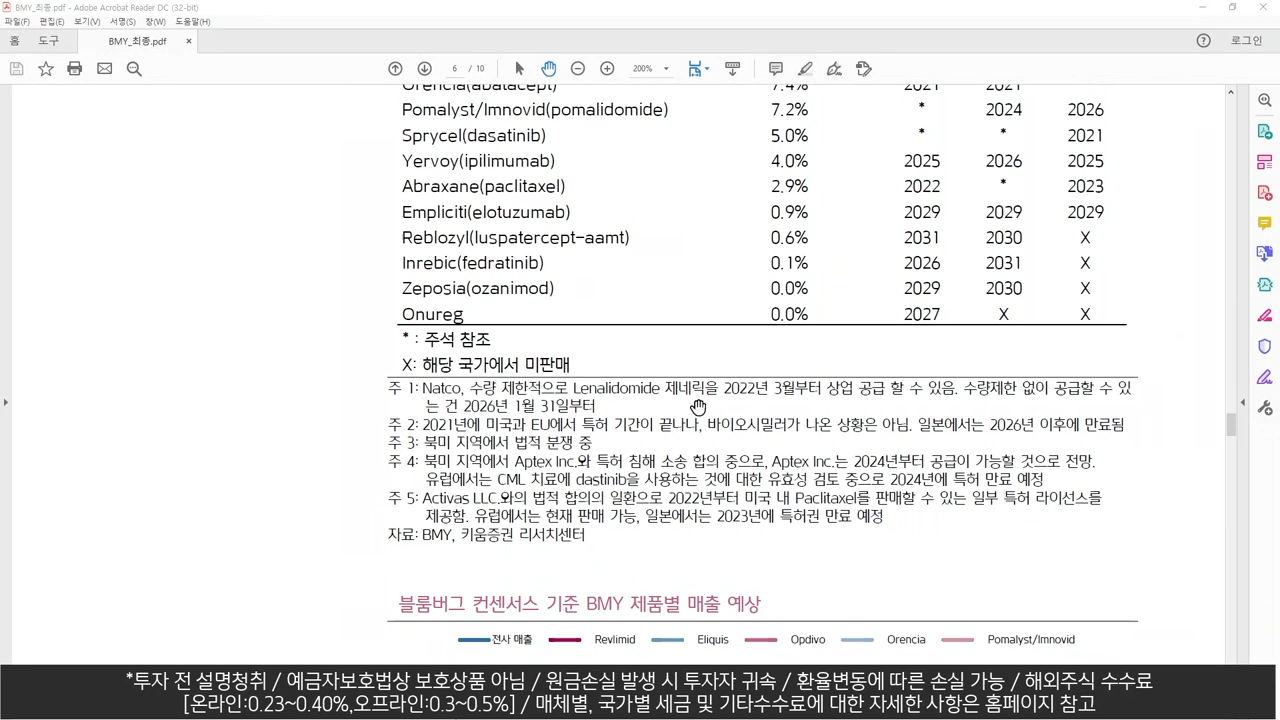 BMY_최종.pdf - Adobe Acrobat Reader DC (32-bit)
파일(F) 편집(E) 보기(V) 서명(S) 창(W) 도움말(H)
홈 도구 BMY_최종.pdf × 로그인
6 / 10 200%
Orencia(abatacept) 7.4% 2021 2021
Pomalyst/Imnovid(pomalidomide) 7.2% * 2024 2026
Sprycel(dasatinib) 5.0% * * 2021
Yervoy(ipilimumab) 4.0% 2025 2026 2025
Abraxane(paclitaxel) 2.9% 2022 * 2023
Empliciti(elotuzumab) 0.9% 2029 2029 2029
Reblozyl(luspatercept-aamt) 0.6% 2031 2030 X
Inrebic(fedratinib) 0.1% 2026 2031 X
Zeposia(ozanimod) 0.0% 2029 2030 X
Onureg 0.0% 2027 X X
* : 주석 참조
X: 해당 국가에서 미판매
주 1: Natco, 수량 제한적으로 Lenalidomide 제네릭을 2022년 3월부터 상업 공급 할 수 있음. 수량제한 없이 공급할 수 있
는 건 2026년 1월 31일부터
주 2: 2021년에 미국과 EU에서 특허 기간이 끝나나, 바이오시밀러가 나온 상황은 아님. 일본에서는 2026년 이후에 만료됨
주 3: 북미 지역에서 법적 분쟁 중
주 4: 북미 지역에서 Aptex Inc.와 특허 침해 소송 합의 중으로, Aptex Inc.는 2024년부터 공급이 가능할 것으로 전망.
유럽에서는 CML 치료에 dastinib을 사용하는 것에 대한 유효성 검토 중으로 2024년에 특허 만료 예정
주 5: Activas LLC.와의 법적 합의의 일환으로 2022년부터 미국 내 Paclitaxel를 판매할 수 있는 일부 특허 라이선스를
제공함. 유럽에서는 현재 판매 가능, 일본에서는 2023년에 특허권 만료 예정
자료: BMY, 키움증권 리서치센터
블룸버그 컨센서스 기준 BMY 제품별 매출 예상
전사 매출 Revlimid Eliquis Opdivo Orencia Pomalyst/Imnovid
*투자 전 설명청취 / 예금자보호법상 보호상품 아님 / 원금손실 발생 시 투자자 귀속 / 환율변동에 따른 손실 가능 / 해외주식 수수료
[온라인:0.23~0.40%,오프라인:0.3~0.5%] / 매체별, 국가별 세금 및 기타수수료에 대한 자세한 사항은 홈페이지 참고